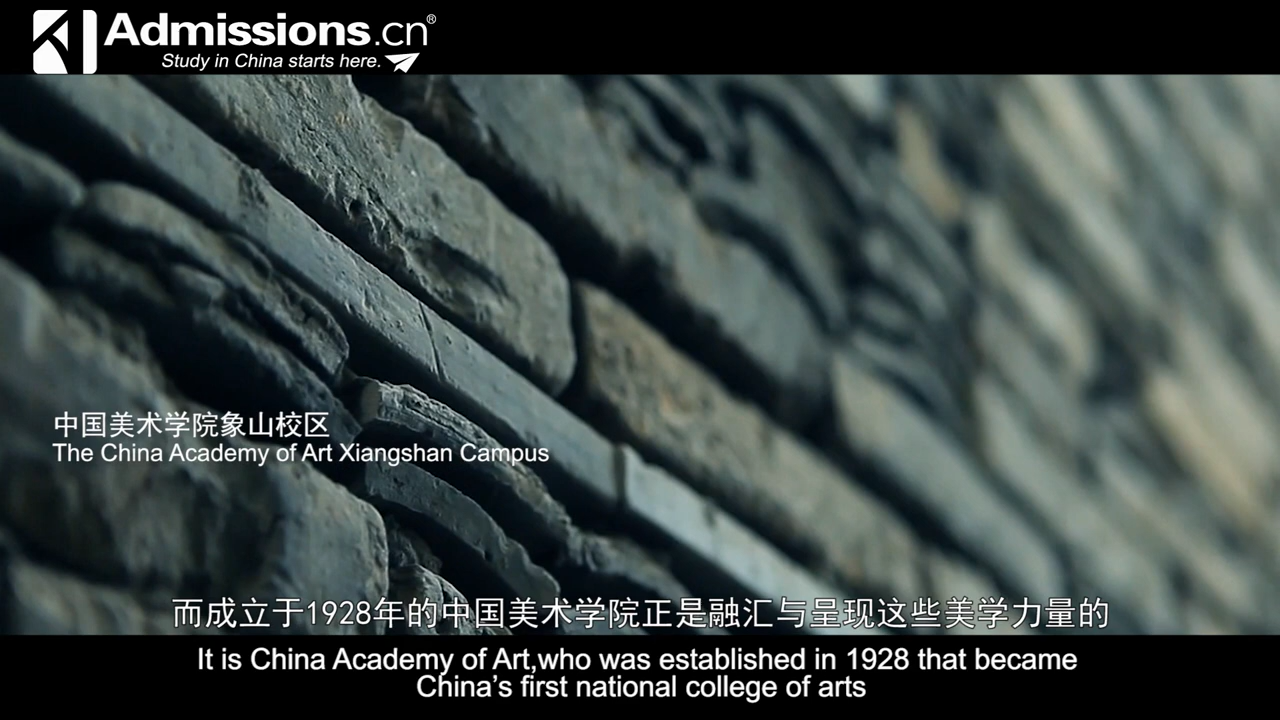 Admissions.cn®
Study in China starts here.
中国美术学院象山校区
The China Academy of Art Xiangshan Campus
而成立于1928年的中国美术学院正是融汇与呈现这些美学力量的
It is China Academy of Art,who was established in 1928 that became
China's first national college of arts